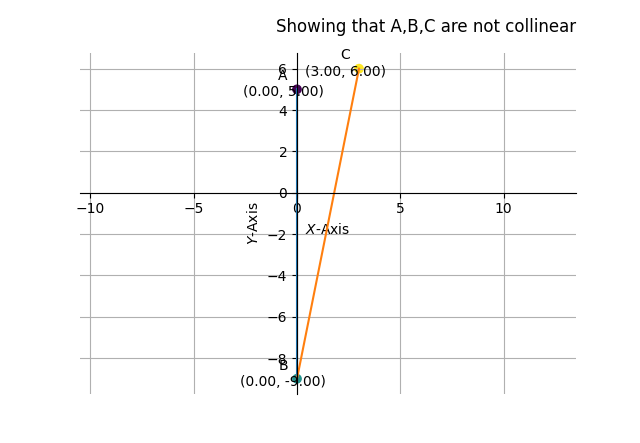 Showing that A,B,C are not collinear
C
6
(3.00, 6.00)
A
(0.00, 5.00)
4
2
0
−10
−5
0
5
10
Y-Axis
X-Axis
−2
−4
−6
−8
B
(0.00, -9.00)